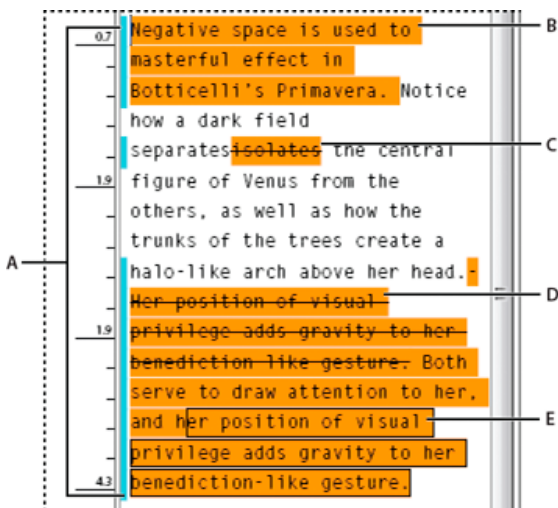 Negative space is used to
masterful effect in
Botticelli's Primavera. Notice
how a dark field
separatesisolates the central
figure of Venus from the
others, as well as how the
trunks of the trees create a
halo-like arch above her head.-
Her position of visual
privilege adds gravity to her
benediction like gesture. Both
serve to draw attention to her,
and her position of visual
privilege adds gravity to her
benediction-like gesture.
0.7
1.9
1.9
4.3
A
B
C
D
E